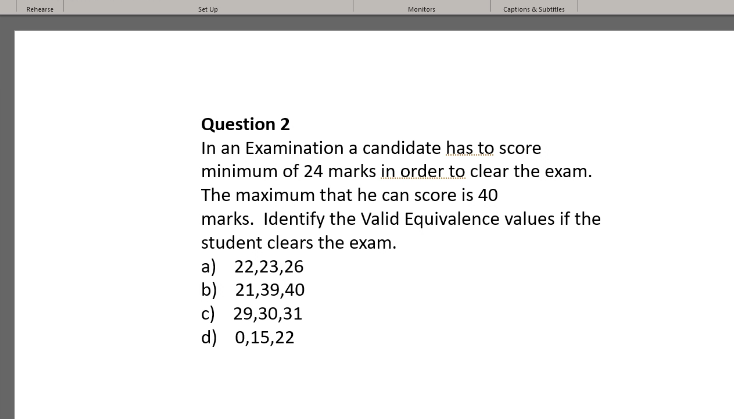 Rehearse Set Up Monitors Captions & Subtitles
Question 2
In an Examination a candidate has to score
minimum of 24 marks in order to clear the exam.
The maximum that he can score is 40
marks. Identify the Valid Equivalence values if the
student clears the exam.
a) 22,23,26
b) 21,39,40
c) 29,30,31
d) 0,15,22